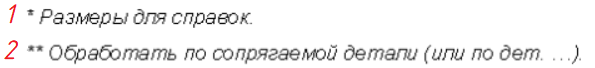 1 * Размеры для справок.
2 ** Обработать по сопрягаемой детали (или по дет. ...).